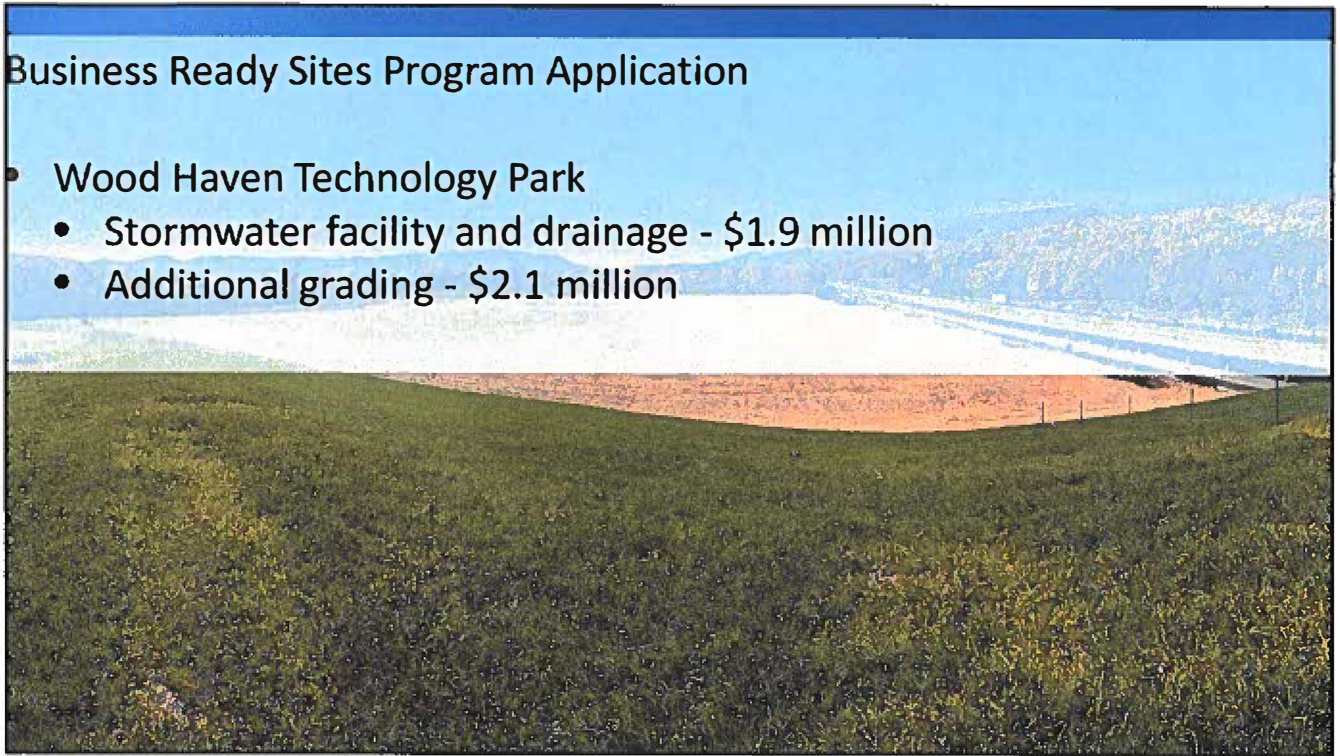 Business Ready Sites Program Application
• Wood Haven Technology Park
• Stormwater facility and drainage - $1.9 million
• Additional grading - $2.1 million